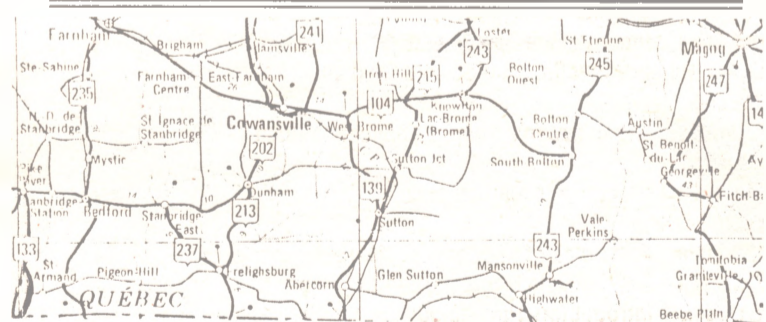 Farnham
Brigham
Ste-Sabine
235
Farnham
Centre
East-Farnham
241
N. D. de
Stanbridge
St Ignace de
Stanbridge
Cowansville
202
Mystic
Dunham
213
Bedford
Stanbridge
East
237
133
St
Armand
Pigeon Hill
Frelighsburg
QUÉBEC
Abercorn
Iron Hill
215
104
West Brome
Foster
243
Knowlton
Lac Brome
(Brome)
Bolton
Ouest
St Etienne
245
Bolton
Centre
Austin
Magog
247
St Benoit-
du-Lac
Georgeville
Sutton Jct
South Bolton
139
Sutton
Fitch Ba
Vale
Perkins
243
Mansonville
Glen Sutton
Highwater
Graniteville
Beebe Plain